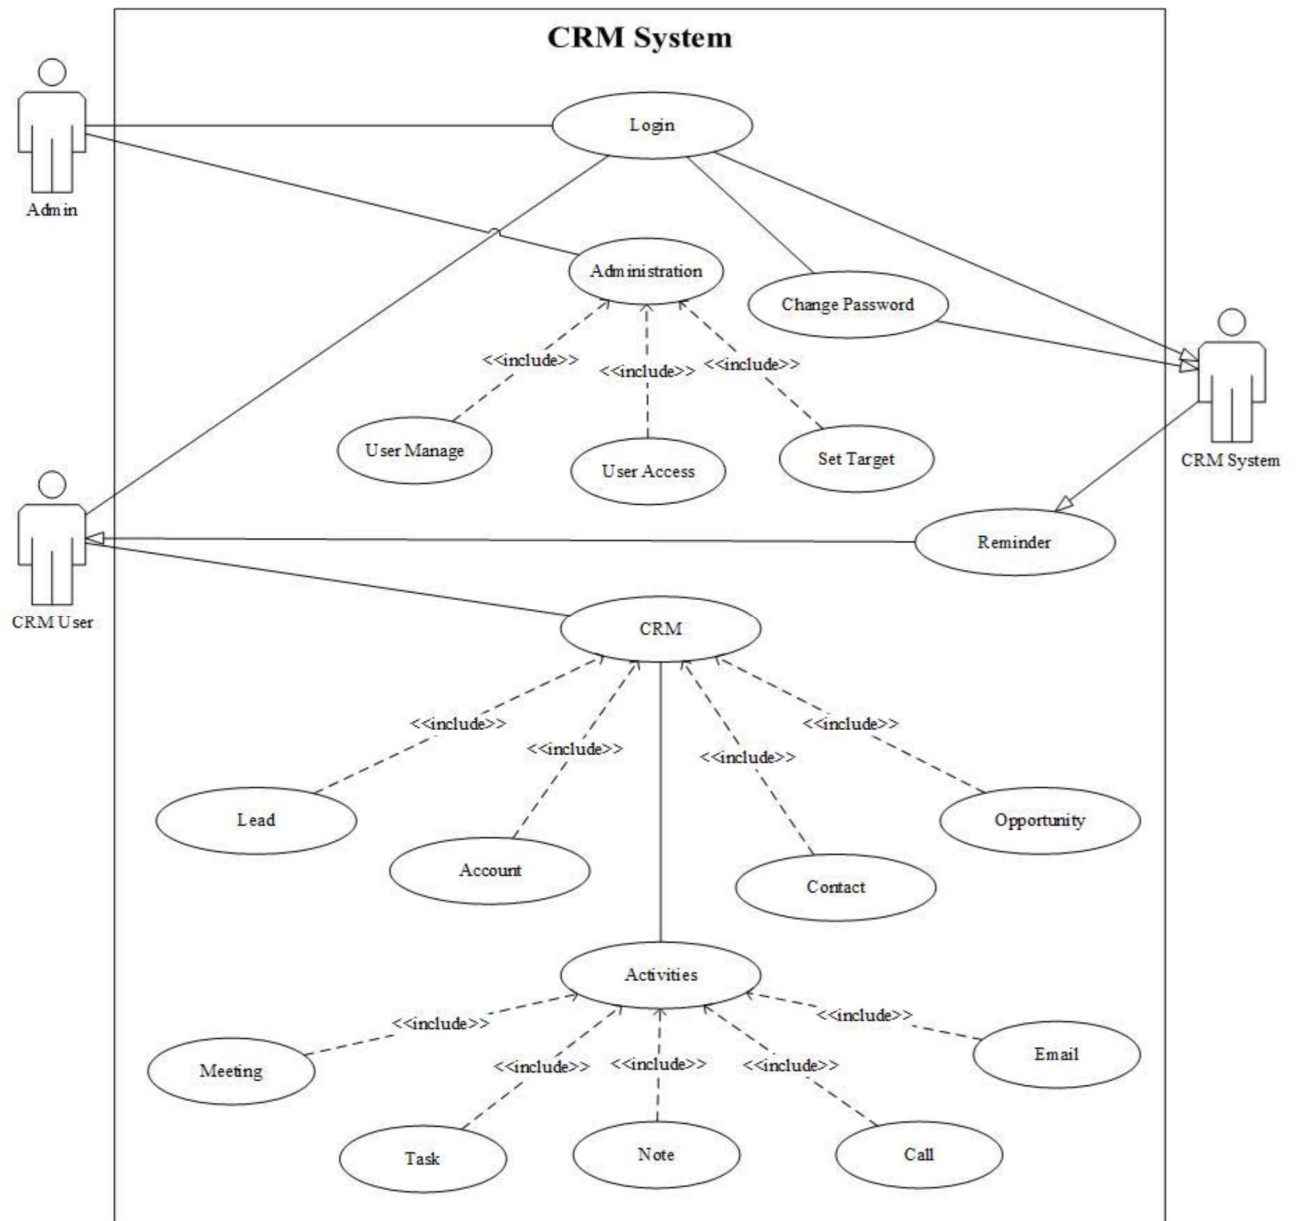 CRM System
Login
Admin
Administration
Change Password
<<include>>
<<include>>
<<include>>
User Manage
User Access
Set Target
CRM System
Reminder
CRM User
CRM
<<include>>
<<include>>
<<include>>
<<include>>
Lead
Account
Contact
Opportunity
Activities
<<include>>
<<include>>
<<include>>
<<include>>
<<include>>
Meeting
Task
Note
Call
Email